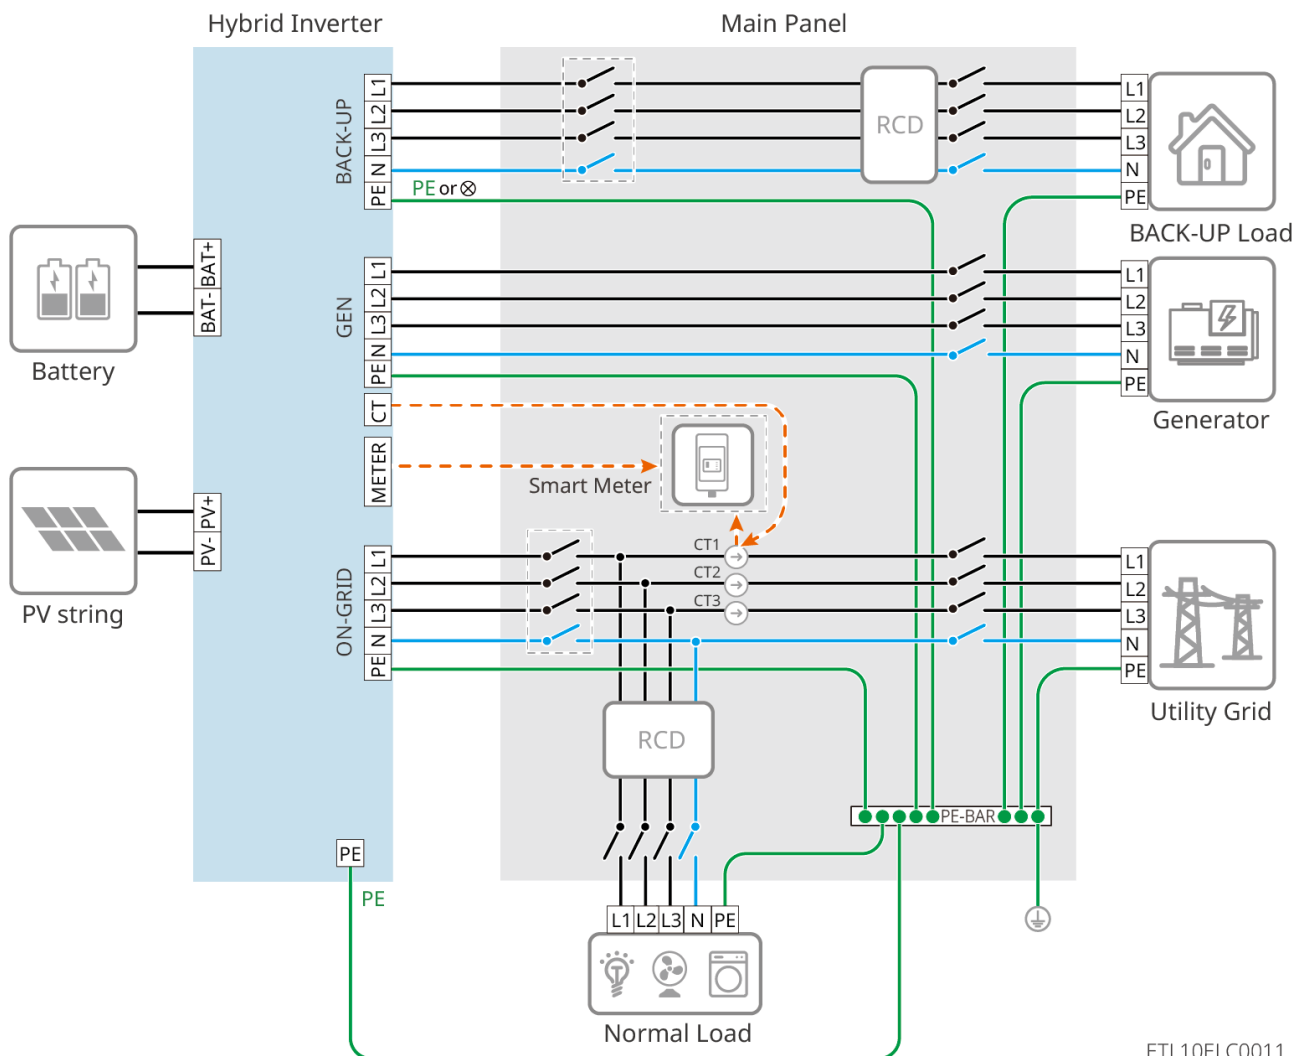 Hybrid Inverter
Main Panel
BACK-UP
L1
L2
L3
N
PE
PE or ⊗
RCD
L1
L2
L3
N
PE
BACK-UP Load
BAT+
BAT-
Battery
GEN
L1
L2
L3
N
PE
L1
L2
L3
N
PE
Generator
CT
METER
Smart Meter
PV+
PV-
PV string
ON-GRID
L1
L2
L3
N
PE
CT1
CT2
CT3
L1
L2
L3
N
PE
Utility Grid
RCD
PE-BAR
PE
PE
L1
L2
L3
N
PE
Normal Load
ETL10ELC0011